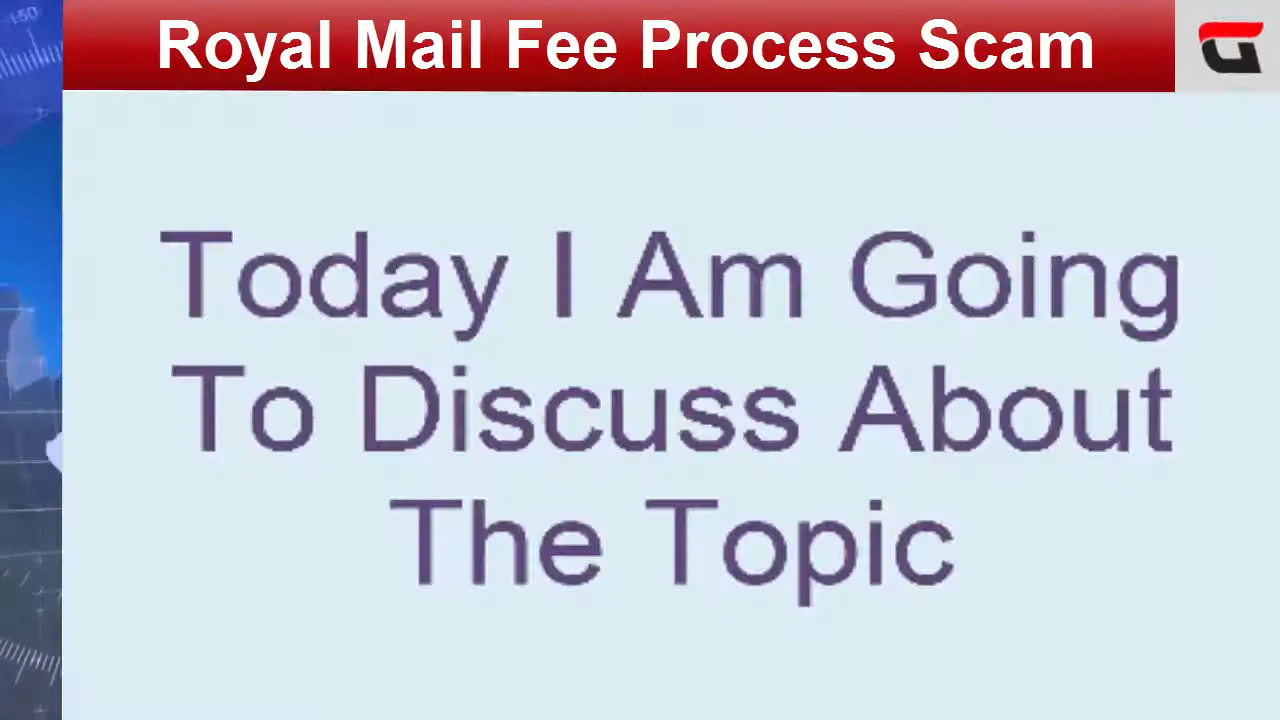 Royal Mail Fee Process Scam
Today I Am Going
To Discuss About
The Topic